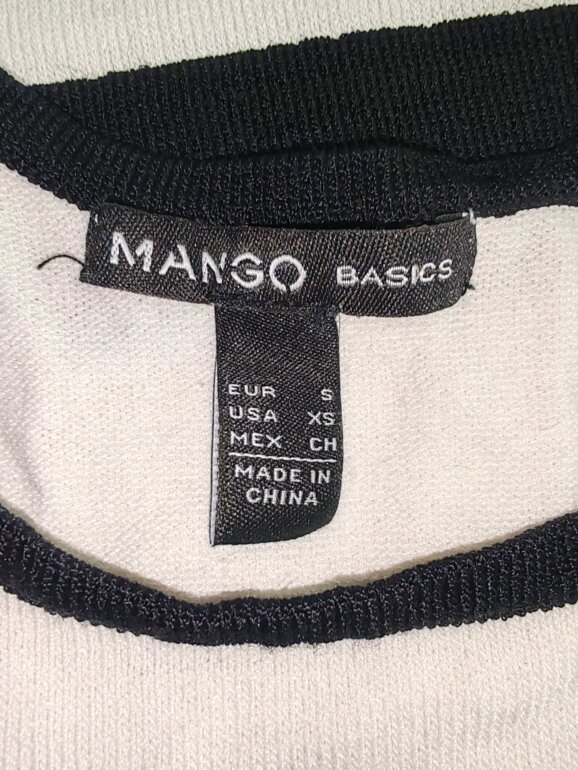 MANGO BASICS
EUR S
USA XS
MEX CH
MADE IN
CHINA